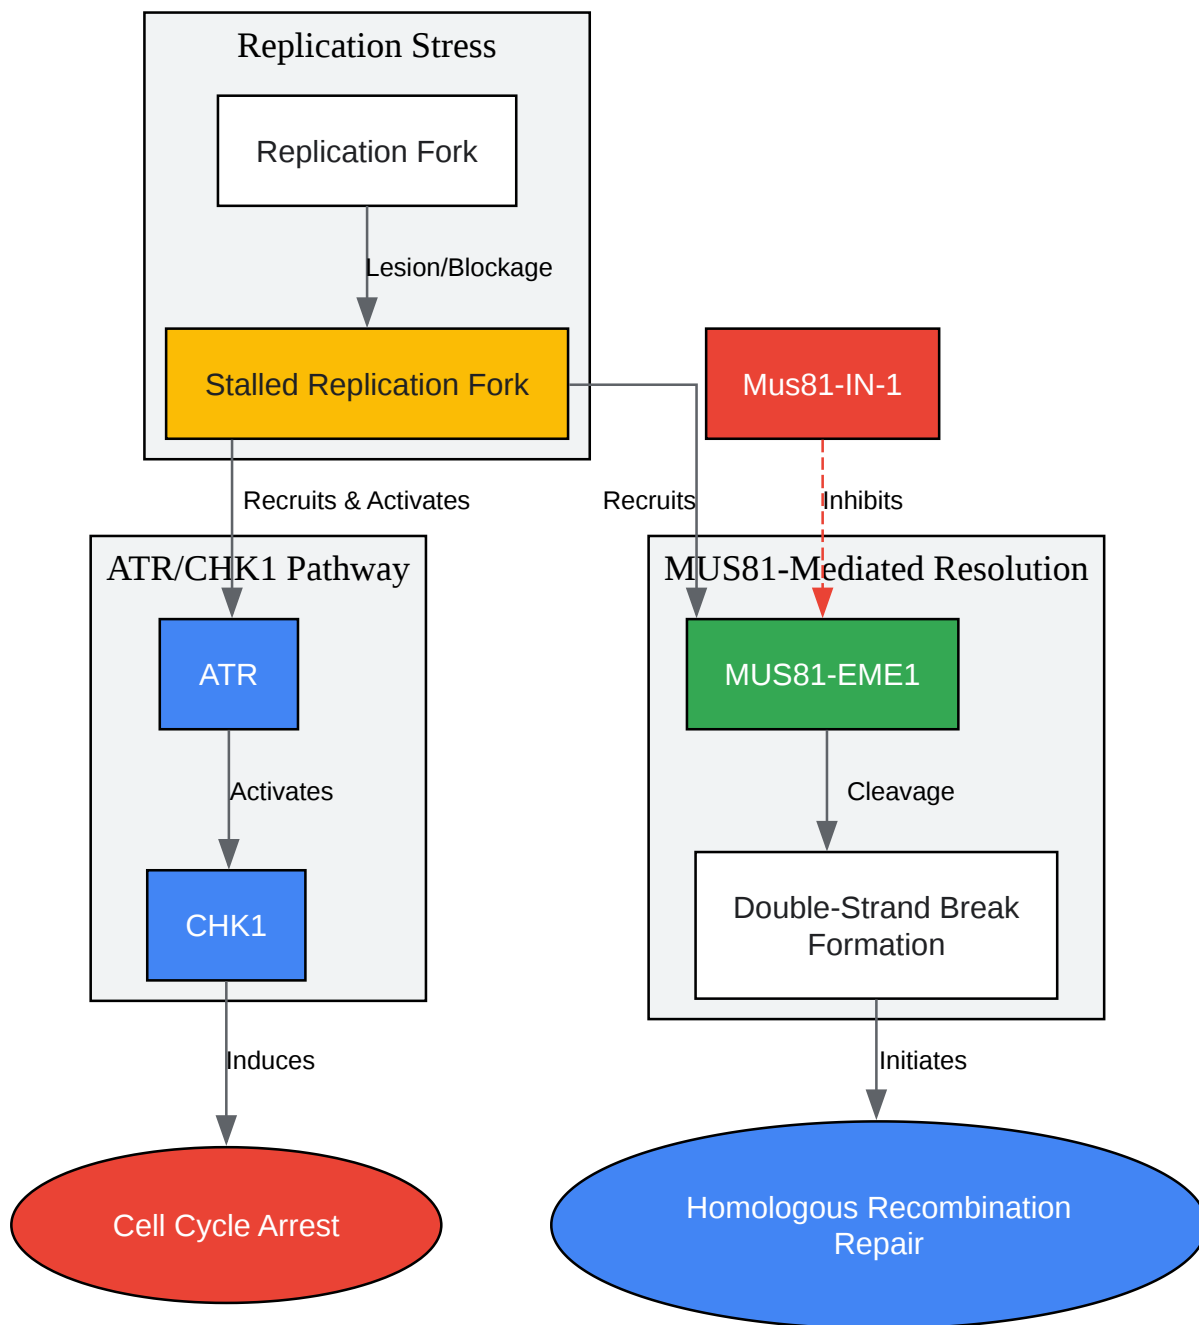 Replication Stress
Replication Fork
Lesion/Blockage
Stalled Replication Fork
Mus81-IN-1
Recruits & Activates
Recruits
Inhibits
ATR/CHK1 Pathway
MUS81-Mediated Resolution
ATR
MUS81-EME1
Activates
Cleavage
CHK1
Double-Strand Break
Formation
Induces
Initiates
Cell Cycle Arrest
Homologous Recombination
Repair